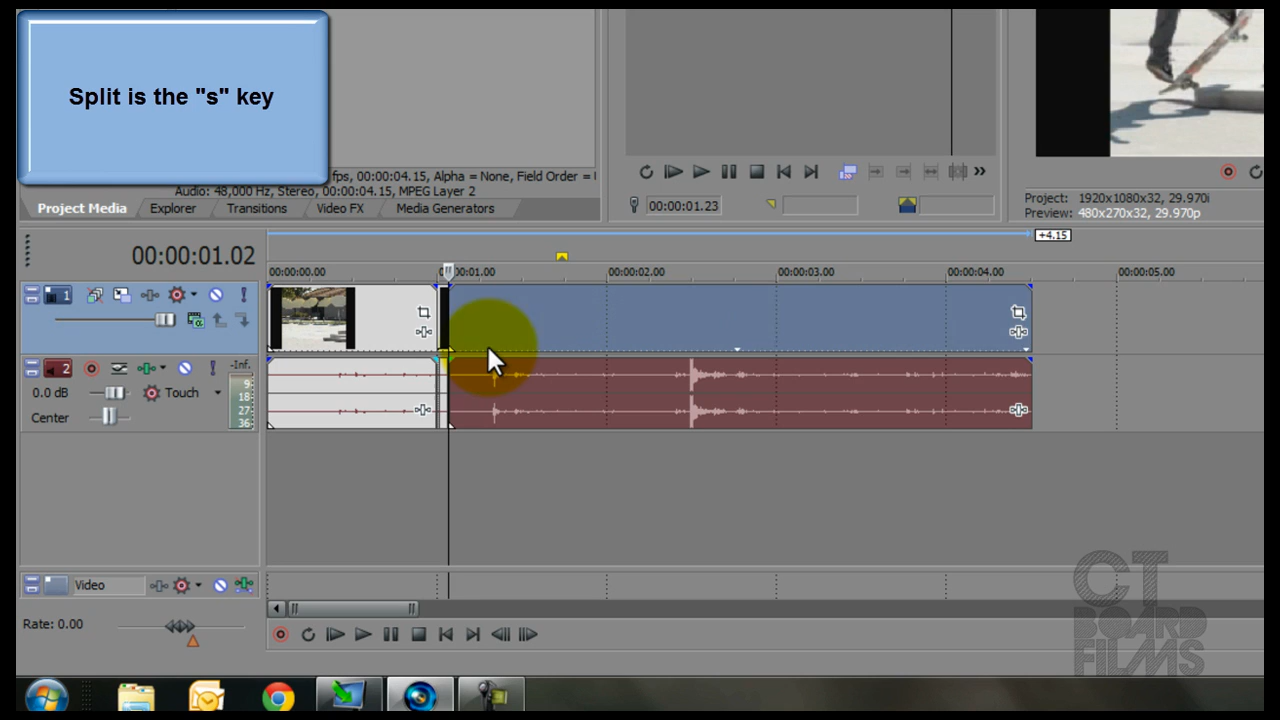 Split is the "s" key
fps, 00:00:04.15, Alpha = None, Field Order =
Audio: 48,000 Hz, Stereo, 00:00:04.15, MPEG Layer 2
Project Media Explorer Transitions Video FX Media Generators
00:00:01.23
Project: 1920x1080x32, 29.970i
Preview: 480x270x32, 29.970p
+4.15
00:00:01.02
00:00:00.00 00:01.00 00:00:02.00 00:00:03.00 00:00:04.00 00:00:05.00
1
2
-Inf.
0.0 dB
Touch
Center
9
18
27
36
Video
Rate: 0.00
CT
BOARD
FILMS